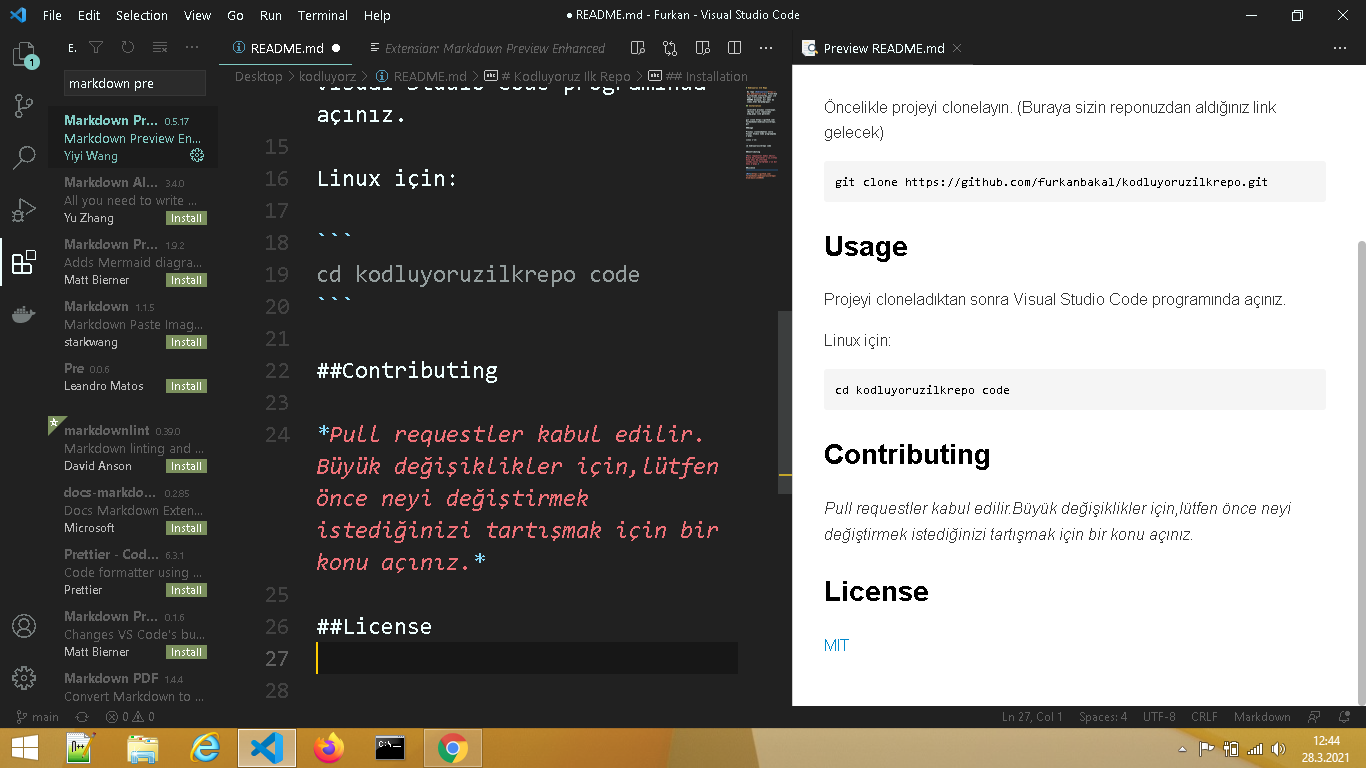 File Edit Selection View Go Run Terminal Help
● README.md - Furkan - Visual Studio Code
1
E.
markdown pre
Markdown Pr... 0.5.17
Markdown Preview En...
Yiyi Wang
Markdown Al... 3.4.0
All you need to write ...
Yu Zhang Install
Markdown Pr... 1.9.2
Adds Mermaid diagra...
Matt Bierner Install
Markdown 1.1.5
Markdown Paste Imag...
starkwang Install
Pre 0.0.6
Leandro Matos Install
markdownlint 0.39.0
Markdown linting and ...
David Anson Install
docs-markdo... 0.2.85
Docs Markdown Exten...
Microsoft Install
Prettier - Cod... 6.3.1
Code formatter using ...
Prettier Install
Markdown Pr... 0.1.6
Changes VS Code's bu...
Matt Bierner Install
Markdown PDF 1.4.4
Convert Markdown to ...
README.md ● Extension: Markdown Preview Enhanced
Desktop > kodluyorz > README.md > # Kodluyoruz Ilk Repo > ## Installation
Visual Studio Code programında
açınız.
15
16 Linux için:
17
18 ```
19 cd kodluyoruzilkrepo code
20 ```
21
22 ##Contributing
23
24 *Pull requestler kabul edilir.
Büyük değişiklikler için,lütfen
önce neyi değiştirmek
istediğinizi tartışmak için bir
konu açınız.*
25
26 ##License
27
28
Preview README.md
Öncelikle projeyi clonelayın. (Buraya sizin reponuzdan aldığınız link
gelecek)
git clone https://github.com/furkanbakal/kodluyoruzilkrepo.git
Usage
Projeyi cloneladıktan sonra Visual Studio Code programında açınız.
Linux için:
cd kodluyoruzilkrepo code
Contributing
Pull requestler kabul edilir.Büyük değişiklikler için,lütfen önce neyi
değiştirmek istediğinizi tartışmak için bir konu açınız.
License
MIT
main 0 0 Ln 27, Col 1 Spaces: 4 UTF-8 CRLF Markdown
12:44
28.3.2021